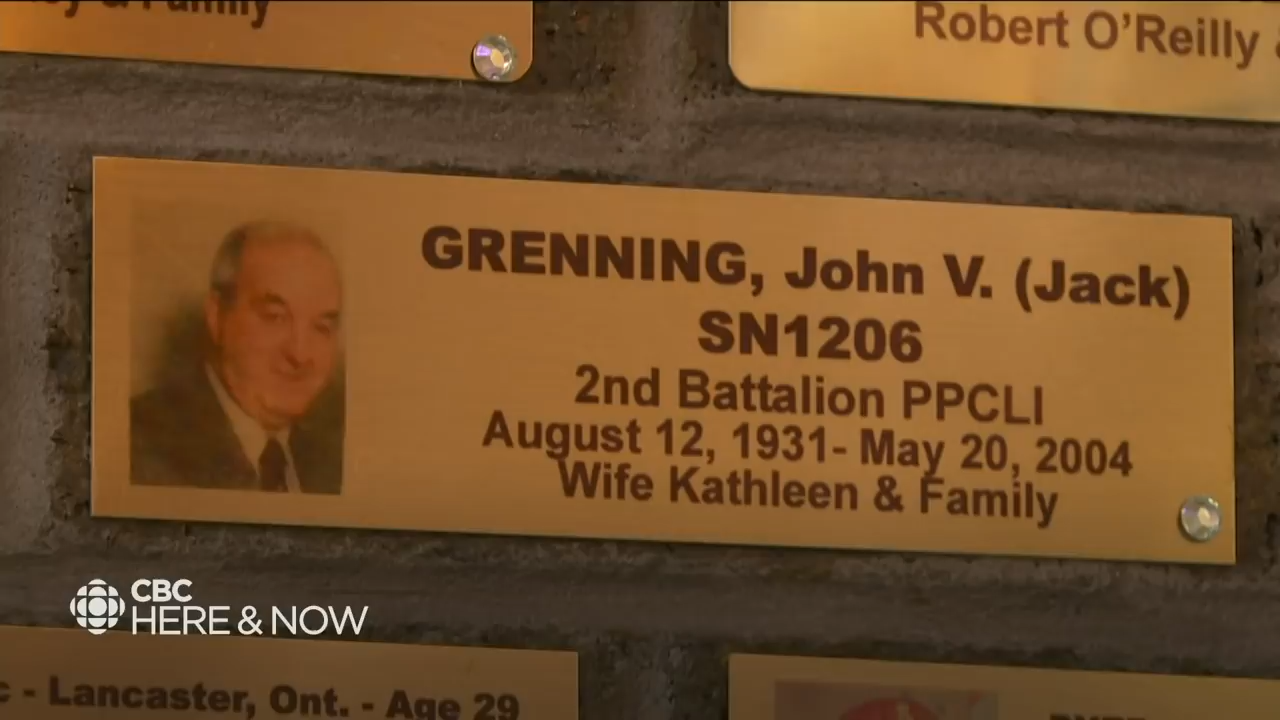 & Family
Robert O'Reilly
GRENNING, John V. (Jack)
SN1206
2nd Battalion PPCLI
August 12, 1931- May 20, 2004
Wife Kathleen & Family
CBC
HERE & NOW
- Lancaster, Ont. - Age 29